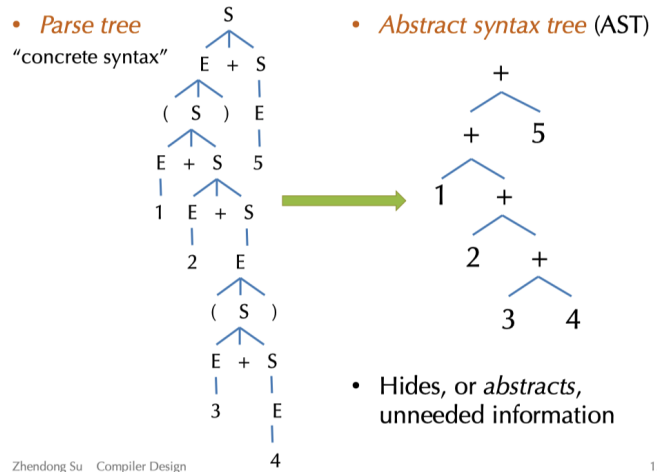 • Parse tree
"concrete syntax"
S
E + S
( S ) E
E + S 5
1 E + S
2 E
( S )
E + S
3 E
4
• Abstract syntax tree (AST)
+
+ 5
1 +
2 +
3 4
• Hides, or abstracts,
unneeded information
Zhendong Su Compiler Design
1